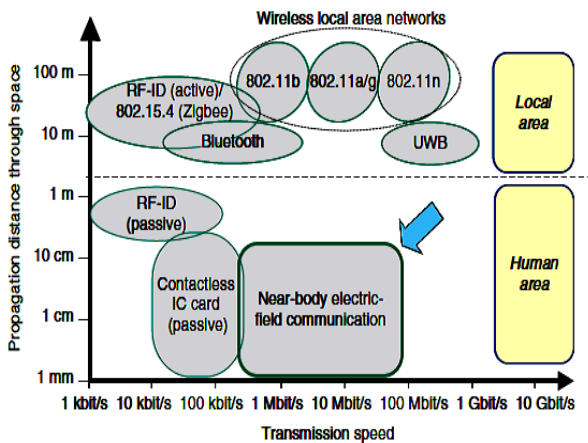 Wireless local area networks
Propagation distance through space
100 m
10 m
1 m
10 cm
1 cm
1 mm
RF-ID (active)/
802.15.4 (Zigbee)
802.11b
802.11a/g
802.11n
Bluetooth
UWB
Local
area
RF-ID
(passive)
Contactless
IC card
(passive)
Near-body electric-
field communication
Human
area
1 kbit/s 10 kbit/s 100 kbit/s 1 Mbit/s 1 Mbit/s 10 Mbit/s 100 Mbit/s 1 Gbit/s 10 Gbit/s
Transmission speed